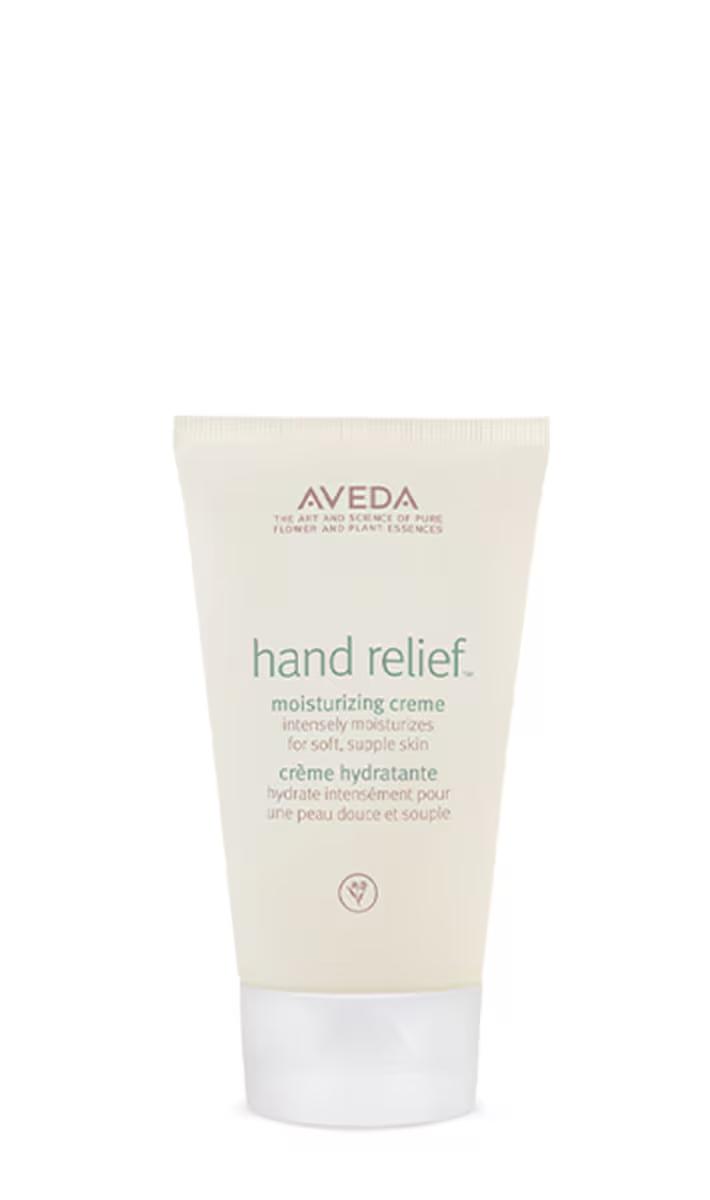 AVEDA
THE ART AND SCIENCE OF PURE
FLOWER AND PLANT ESSENCES
hand relief™
moisturizing creme
intensely moisturizes
for soft, supple skin
crème hydratante
hydrate intensément pour
une peau douce et souple